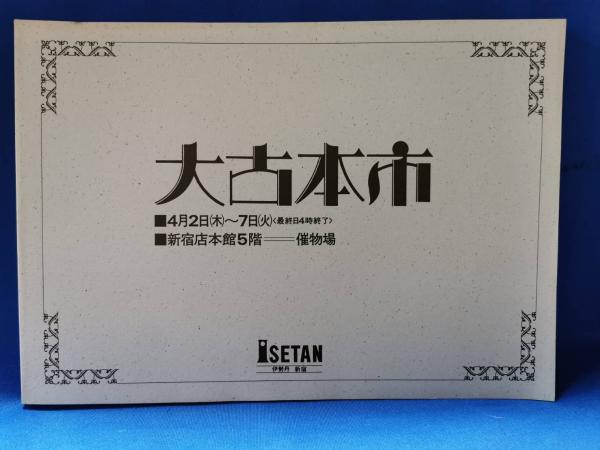 大古本市
■4月2日(木)〜7日(火)〈最終日4時終了〉
■新宿店本館5階══催物場
ISETAN
伊勢丹 新宿